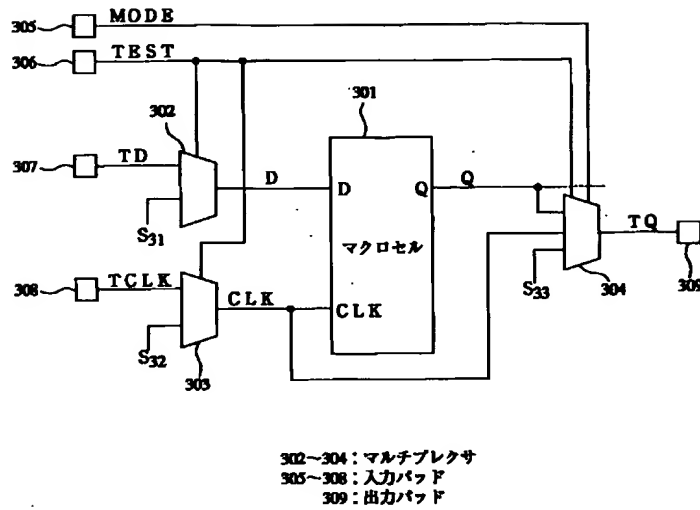 305 MODE
306 TEST
302
301
307 TD
D
D
Q
Q
S31
マクロセル
TQ
309
308 TCLK
CLK
CLK
S33
304
S32
303
302〜304：マルチプレクサ
305〜308：入力パッド
309：出力パッド